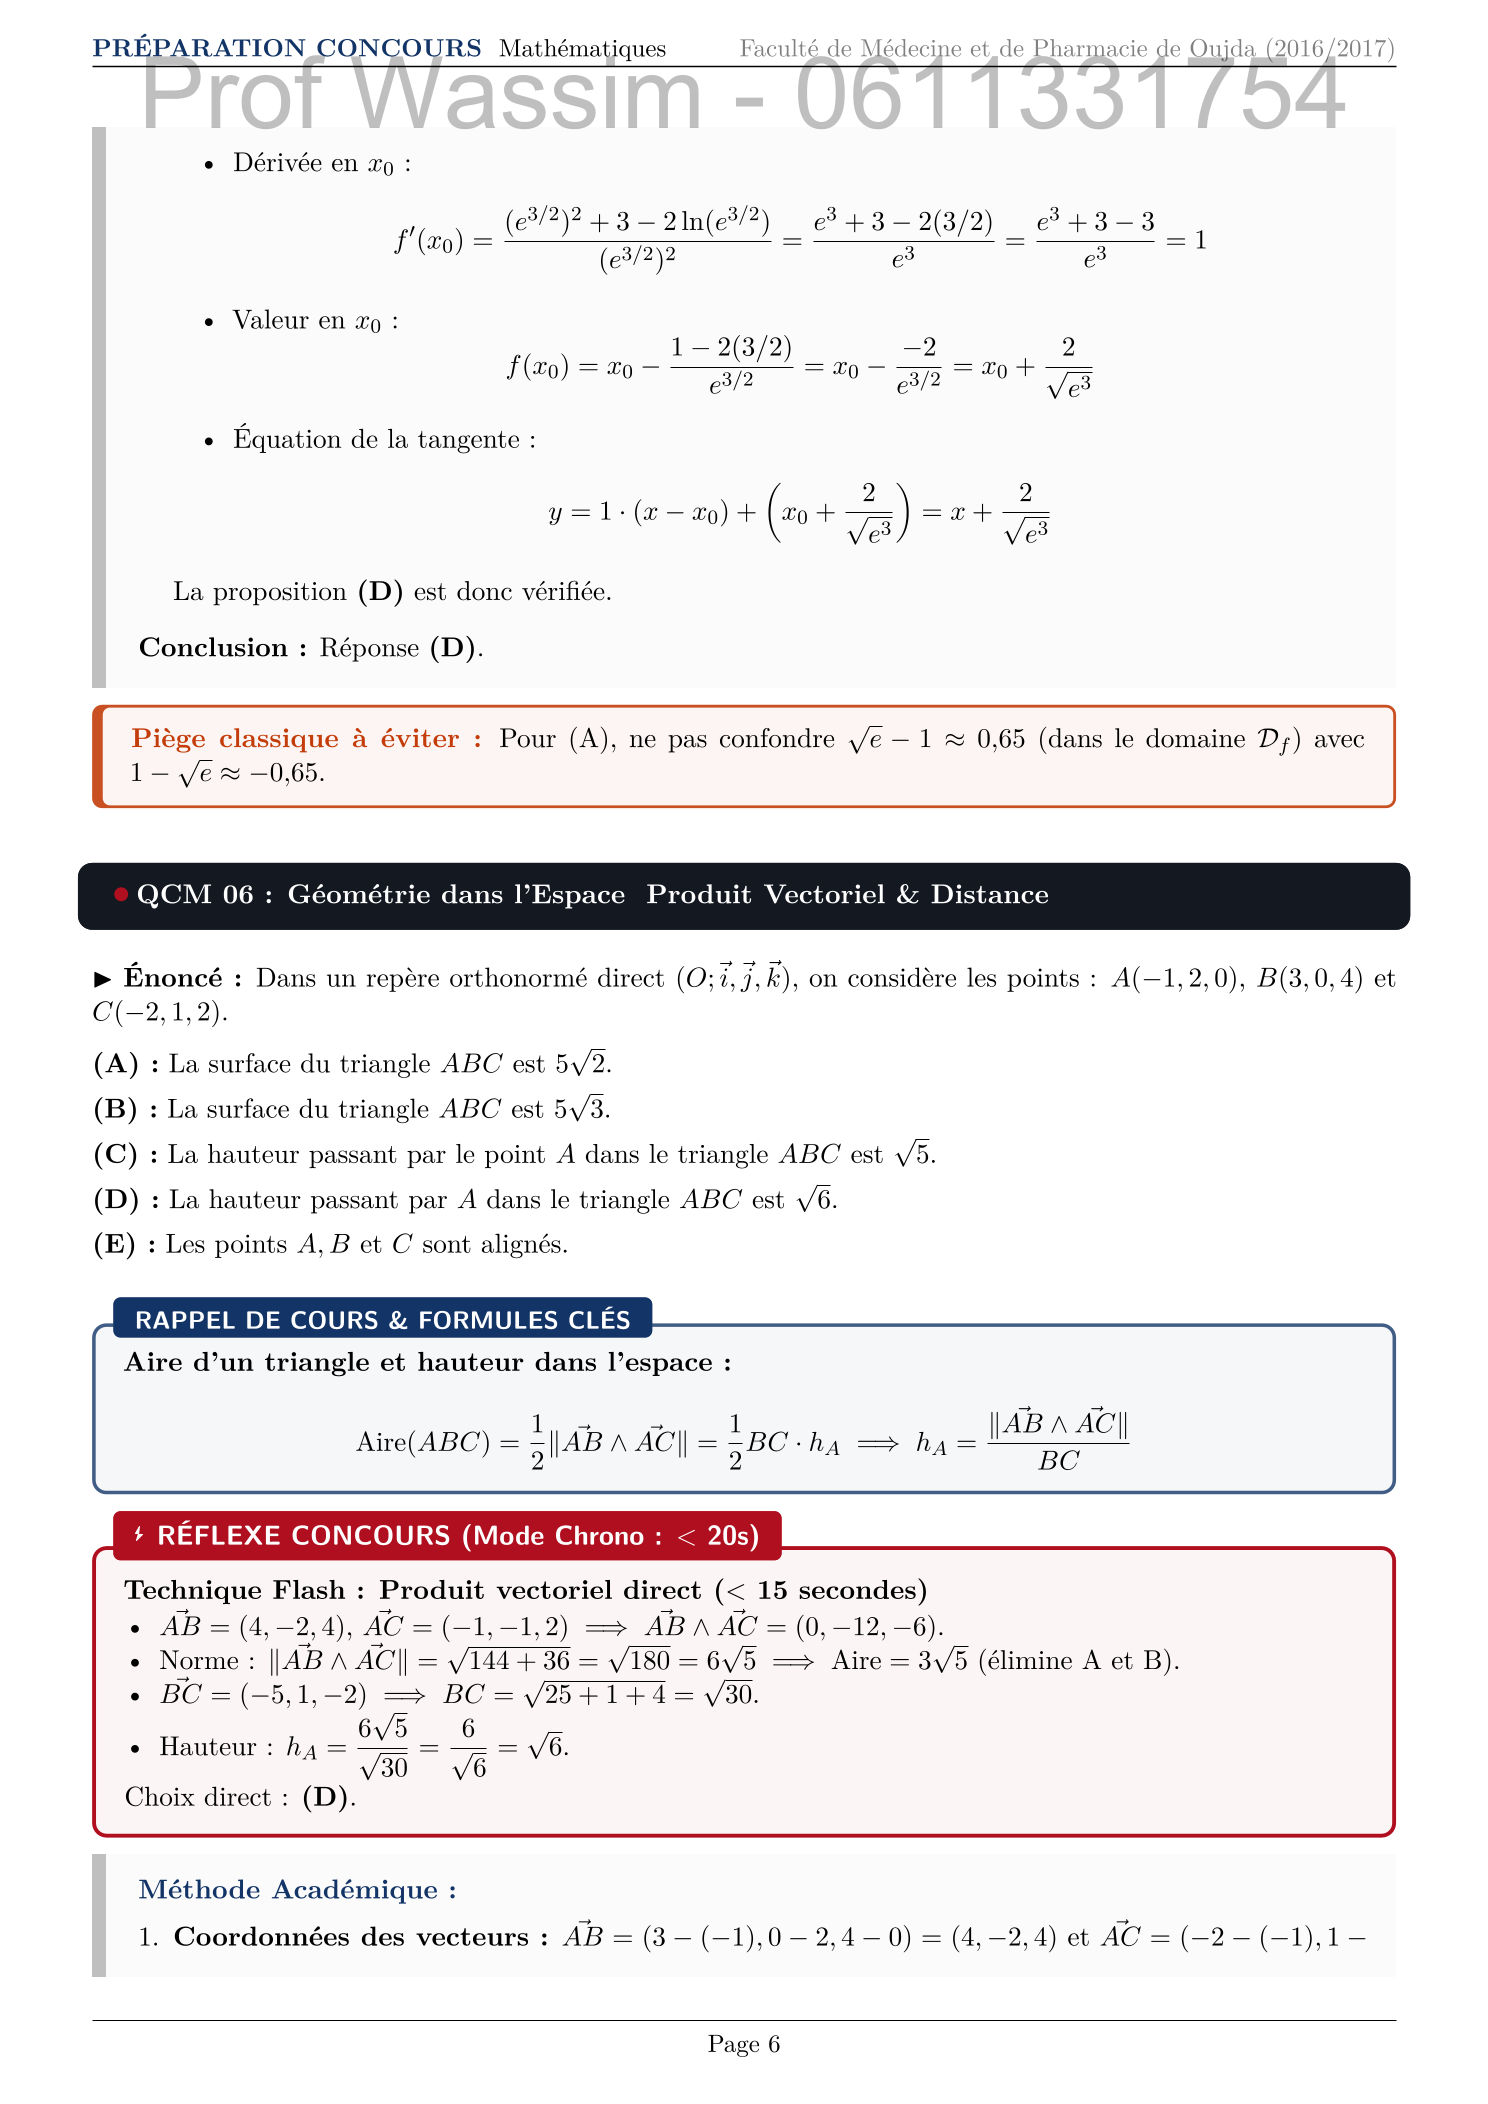 PRÉPARATION CONCOURS Mathématiques Faculté de Médecine et de Pharmacie de Oujda (2016/2017)
Prof Wassim - 0611331754
• Dérivée en x₀ :
f′(x₀) = ((e^{3/2})² + 3 − 2 ln(e^{3/2})) / (e^{3/2})² = (e³ + 3 − 2(3/2)) / e³ = (e³ + 3 − 3) / e³ = 1
• Valeur en x₀ :
f(x₀) = x₀ − (1 − 2(3/2)) / e^{3/2} = x₀ − (−2) / e^{3/2} = x₀ + 2/√(e³)
• Équation de la tangente :
y = 1 · (x − x₀) + (x₀ + 2/√(e³)) = x + 2/√(e³)
La proposition (D) est donc vérifiée.
Conclusion : Réponse (D).
Piège classique à éviter : Pour (A), ne pas confondre √e − 1 ≈ 0,65 (dans le domaine 𝒟_f) avec
1 − √e ≈ −0,65.
● QCM 06 : Géométrie dans l'Espace Produit Vectoriel & Distance
▶ Énoncé : Dans un repère orthonormé direct (O; i⃗, j⃗, k⃗), on considère les points : A(−1, 2, 0), B(3, 0, 4) et
C(−2, 1, 2).
(A) : La surface du triangle ABC est 5√2.
(B) : La surface du triangle ABC est 5√3.
(C) : La hauteur passant par le point A dans le triangle ABC est √5.
(D) : La hauteur passant par A dans le triangle ABC est √6.
(E) : Les points A, B et C sont alignés.
RAPPEL DE COURS & FORMULES CLÉS
Aire d'un triangle et hauteur dans l'espace :
Aire(ABC) = 1/2 ‖AB⃗ ∧ AC⃗‖ = 1/2 BC · h_A ⟹ h_A = ‖AB⃗ ∧ AC⃗‖ / BC
⚡ RÉFLEXE CONCOURS (Mode Chrono : < 20s)
Technique Flash : Produit vectoriel direct (< 15 secondes)
• AB⃗ = (4, −2, 4), AC⃗ = (−1, −1, 2) ⟹ AB⃗ ∧ AC⃗ = (0, −12, −6).
• Norme : ‖AB⃗ ∧ AC⃗‖ = √(144 + 36) = √180 = 6√5 ⟹ Aire = 3√5 (élimine A et B).
• BC⃗ = (−5, 1, −2) ⟹ BC = √(25 + 1 + 4) = √30.
• Hauteur : h_A = 6√5/√30 = 6/√6 = √6.
Choix direct : (D).
Méthode Académique :
1. Coordonnées des vecteurs : AB⃗ = (3 − (−1), 0 − 2, 4 − 0) = (4, −2, 4) et AC⃗ = (−2 − (−1), 1 −
Page 6